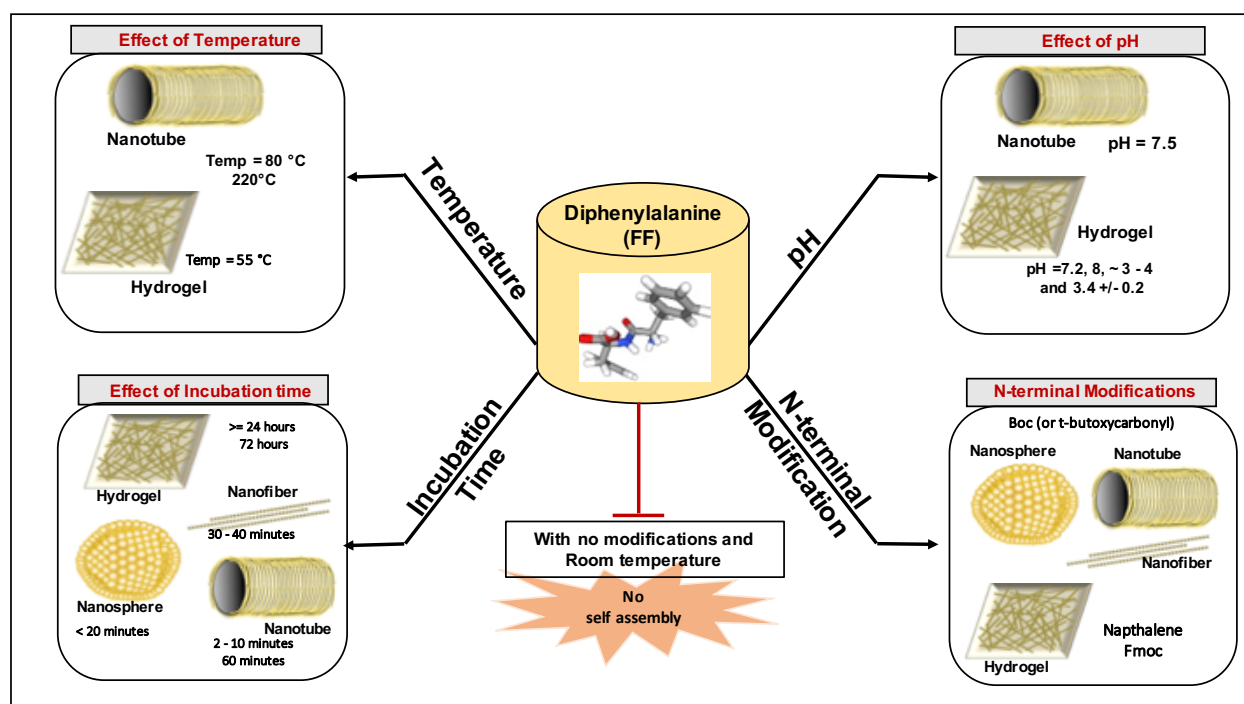 Effect of Temperature
Nanotube
Temp = 80 °C
220°C
Temp = 55 °C
Hydrogel
Effect of pH
Nanotube
pH = 7.5
Hydrogel
pH =7.2, 8, ~ 3 - 4
and 3.4 +/- 0.2
Temperature
pH
Diphenylalanine
(FF)
Incubation
Time
N-terminal
Modification
Effect of Incubation time
>= 24 hours
72 hours
Hydrogel
Nanofiber
30 - 40 minutes
Nanosphere
< 20 minutes
Nanotube
2 - 10 minutes
60 minutes
With no modifications and
Room temperature
No
self assembly
N-terminal Modifications
Boc (or t-butoxycarbonyl)
Nanosphere
Nanotube
Nanofiber
Hydrogel
Napthalene
Fmoc